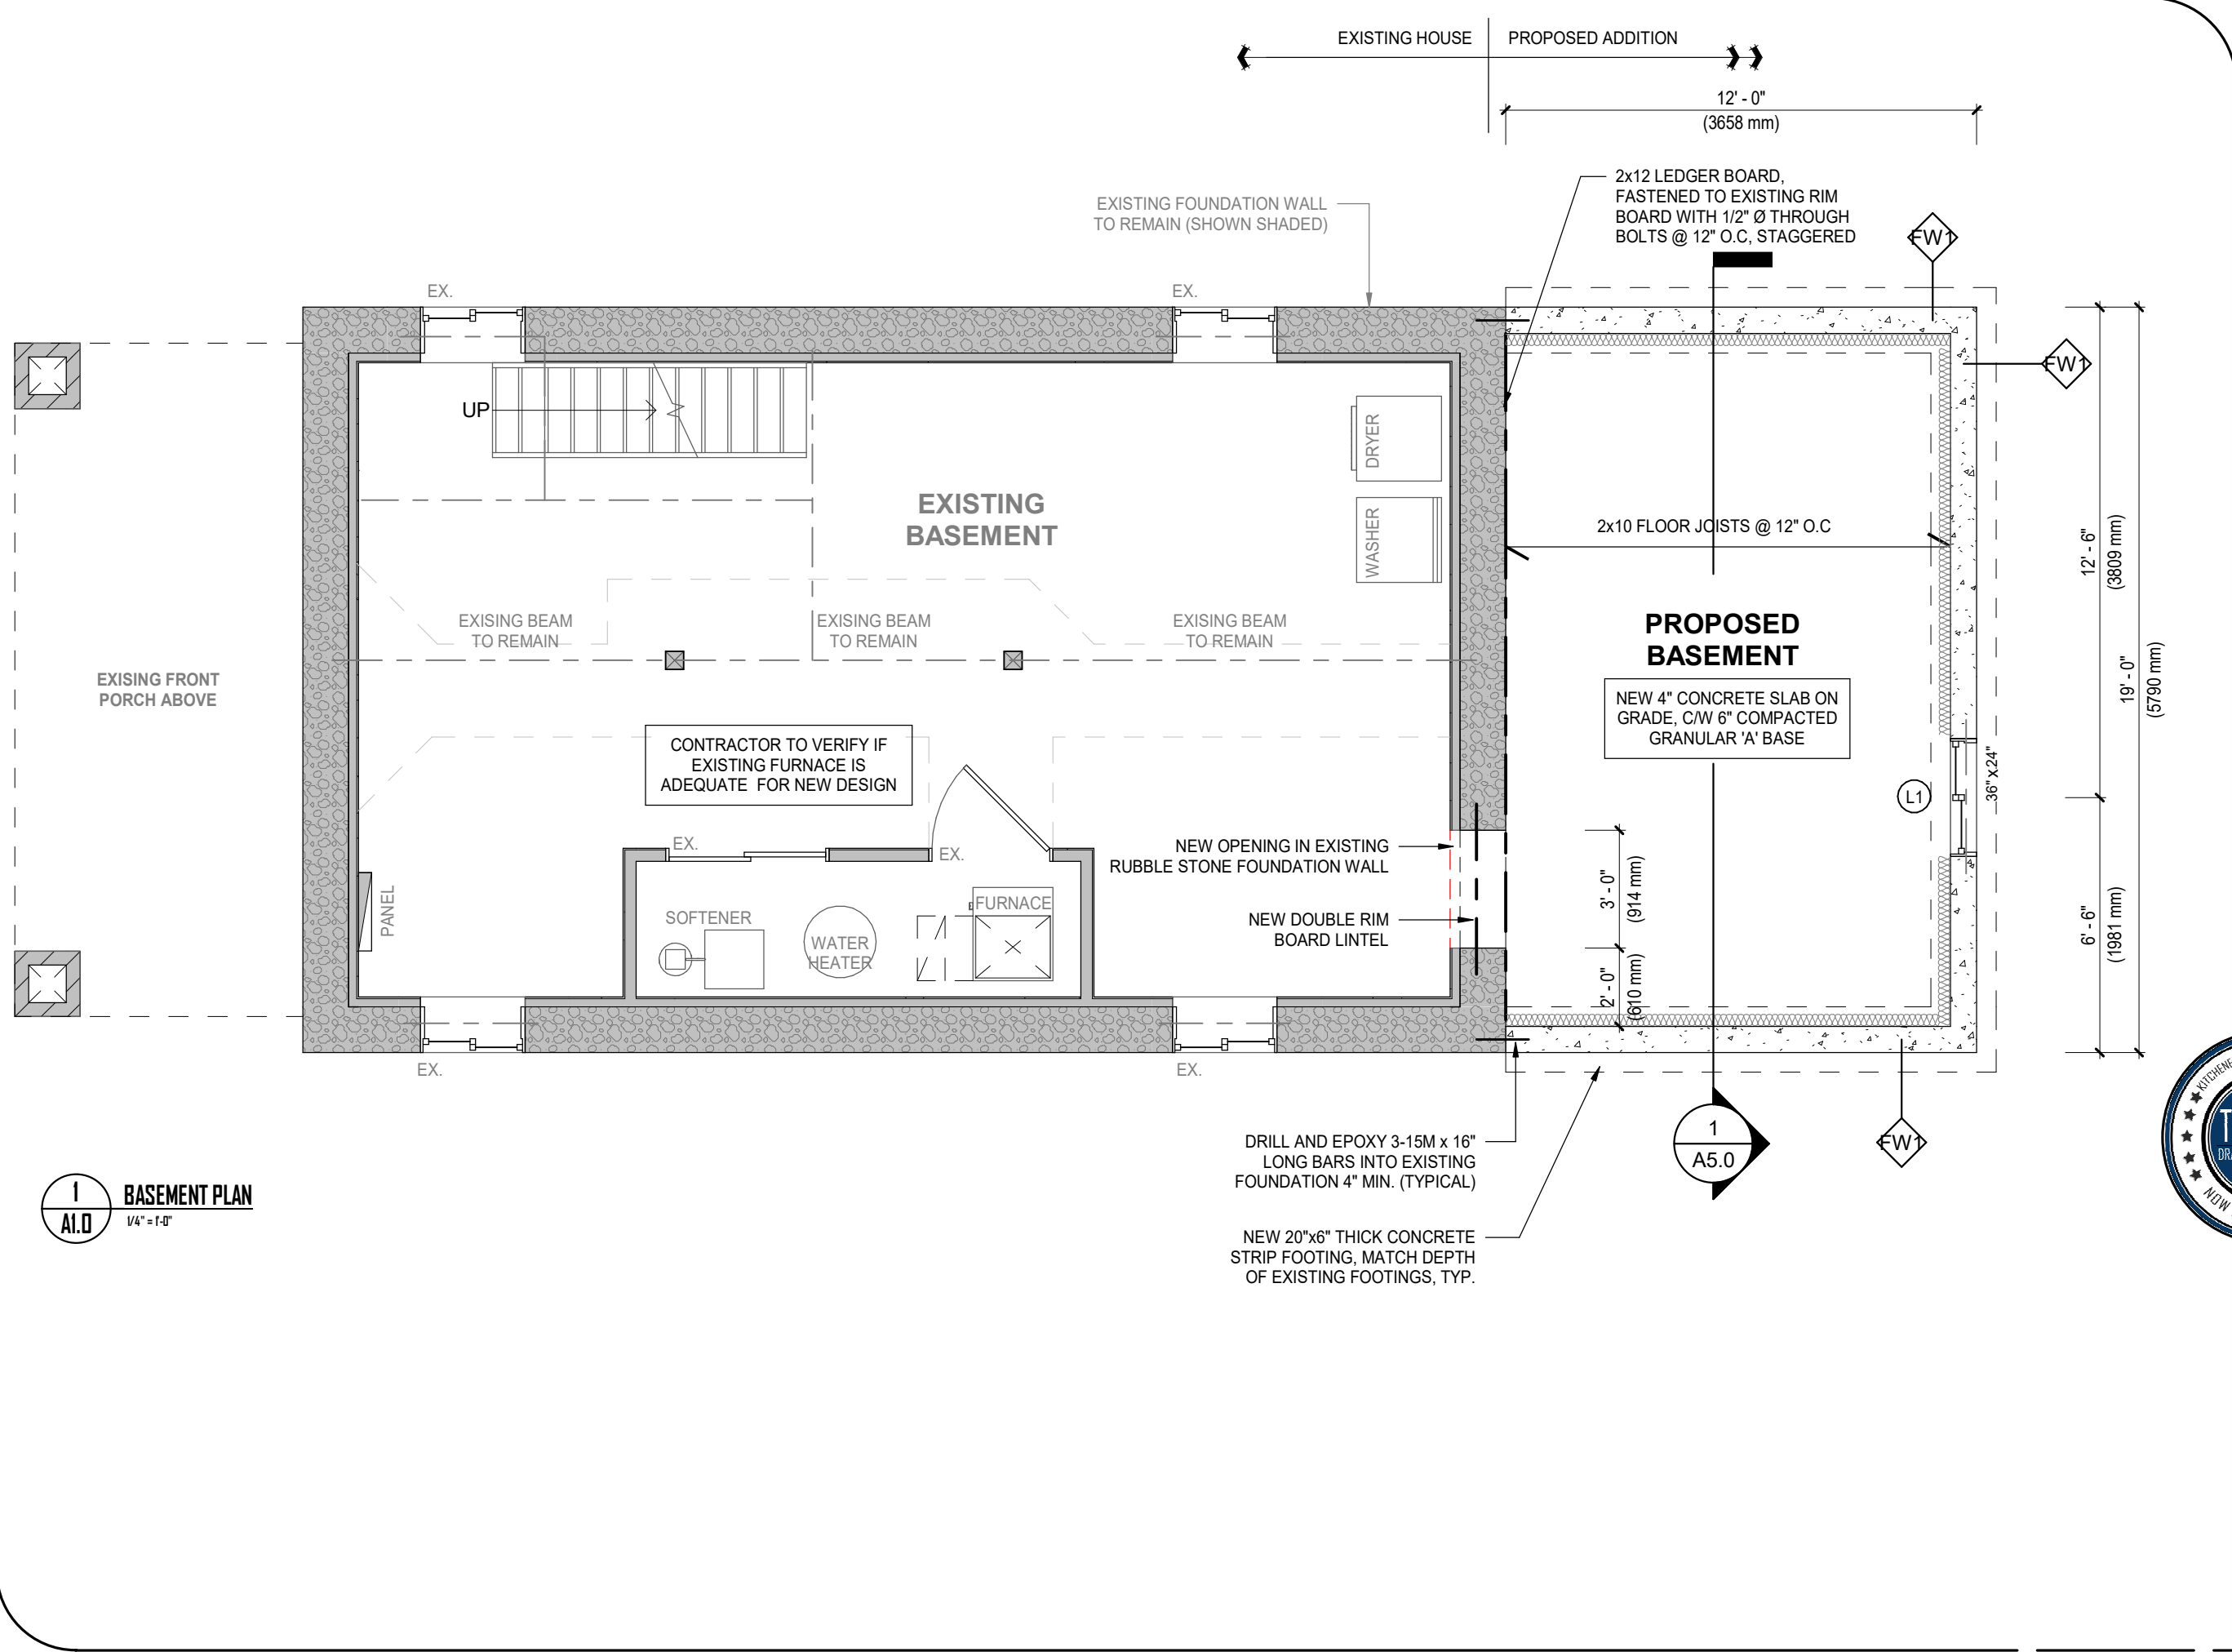 EXISTING HOUSE
PROPOSED ADDITION
12' - 0"
(3658 mm)
2x12 LEDGER BOARD,
FASTENED TO EXISTING RIM
BOARD WITH 1/2" Ø THROUGH
BOLTS @ 12" O.C, STAGGERED
EXISTING FOUNDATION WALL
TO REMAIN (SHOWN SHADED)
FW1
EX.
EX.
FW1
UP
DRYER
EXISTING
BASEMENT
WASHER
2x10 FLOOR JOISTS @ 12" O.C
12' - 6"
(3809 mm)
EXISING BEAM
TO REMAIN
EXISING BEAM
TO REMAIN
EXISING BEAM
TO REMAIN
PROPOSED
BASEMENT
19' - 0"
(5790 mm)
EXISING FRONT
PORCH ABOVE
NEW 4" CONCRETE SLAB ON
GRADE, C/W 6" COMPACTED
GRANULAR 'A' BASE
CONTRACTOR TO VERIFY IF
EXISTING FURNACE IS
ADEQUATE FOR NEW DESIGN
36" x 24"
L1
EX.
EX.
NEW OPENING IN EXISTING
RUBBLE STONE FOUNDATION WALL
3' - 0"
(914 mm)
PANEL
SOFTENER
WATER
HEATER
FURNACE
NEW DOUBLE RIM
BOARD LINTEL
6' - 6"
(1981 mm)
2' - 0"
(610 mm)
EX.
EX.
DRILL AND EPOXY 3-15M x 16"
LONG BARS INTO EXISTING
FOUNDATION 4" MIN. (TYPICAL)
1
A5.0
FW1
NEW 20"x6" THICK CONCRETE
STRIP FOOTING, MATCH DEPTH
OF EXISTING FOOTINGS, TYP.
1
A1.0
BASEMENT PLAN
1/4" = 1'-0"